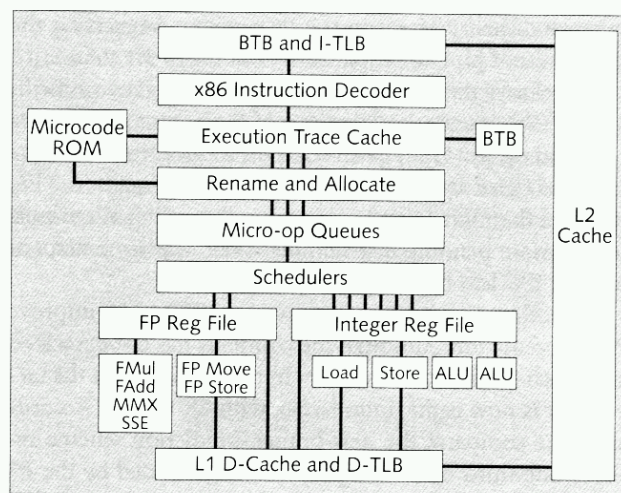 BTB and I-TLB
x86 Instruction Decoder
Microcode
ROM
Execution Trace Cache
BTB
Rename and Allocate
L2
Cache
Micro-op Queues
Schedulers
FP Reg File
Integer Reg File
FMul
FAdd
MMX
SSE
FP Move
FP Store
Load
Store
ALU
ALU
L1 D-Cache and D-TLB